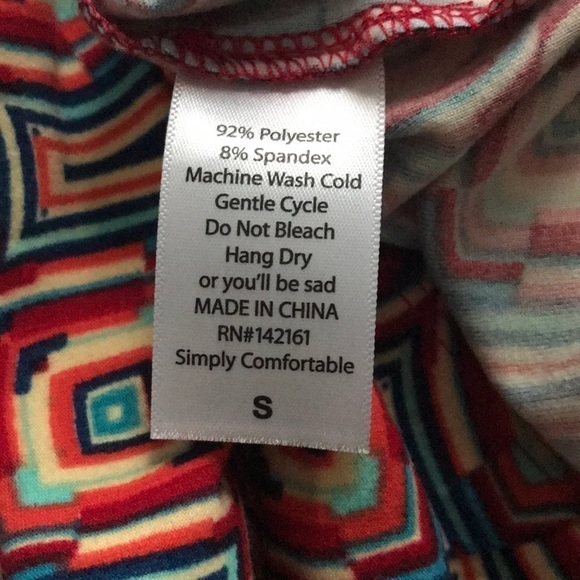 92% Polyester
8% Spandex
Machine Wash Cold
Gentle Cycle
Do Not Bleach
Hang Dry
or you'll be sad
MADE IN CHINA
RN#142161
Simply Comfortable
S